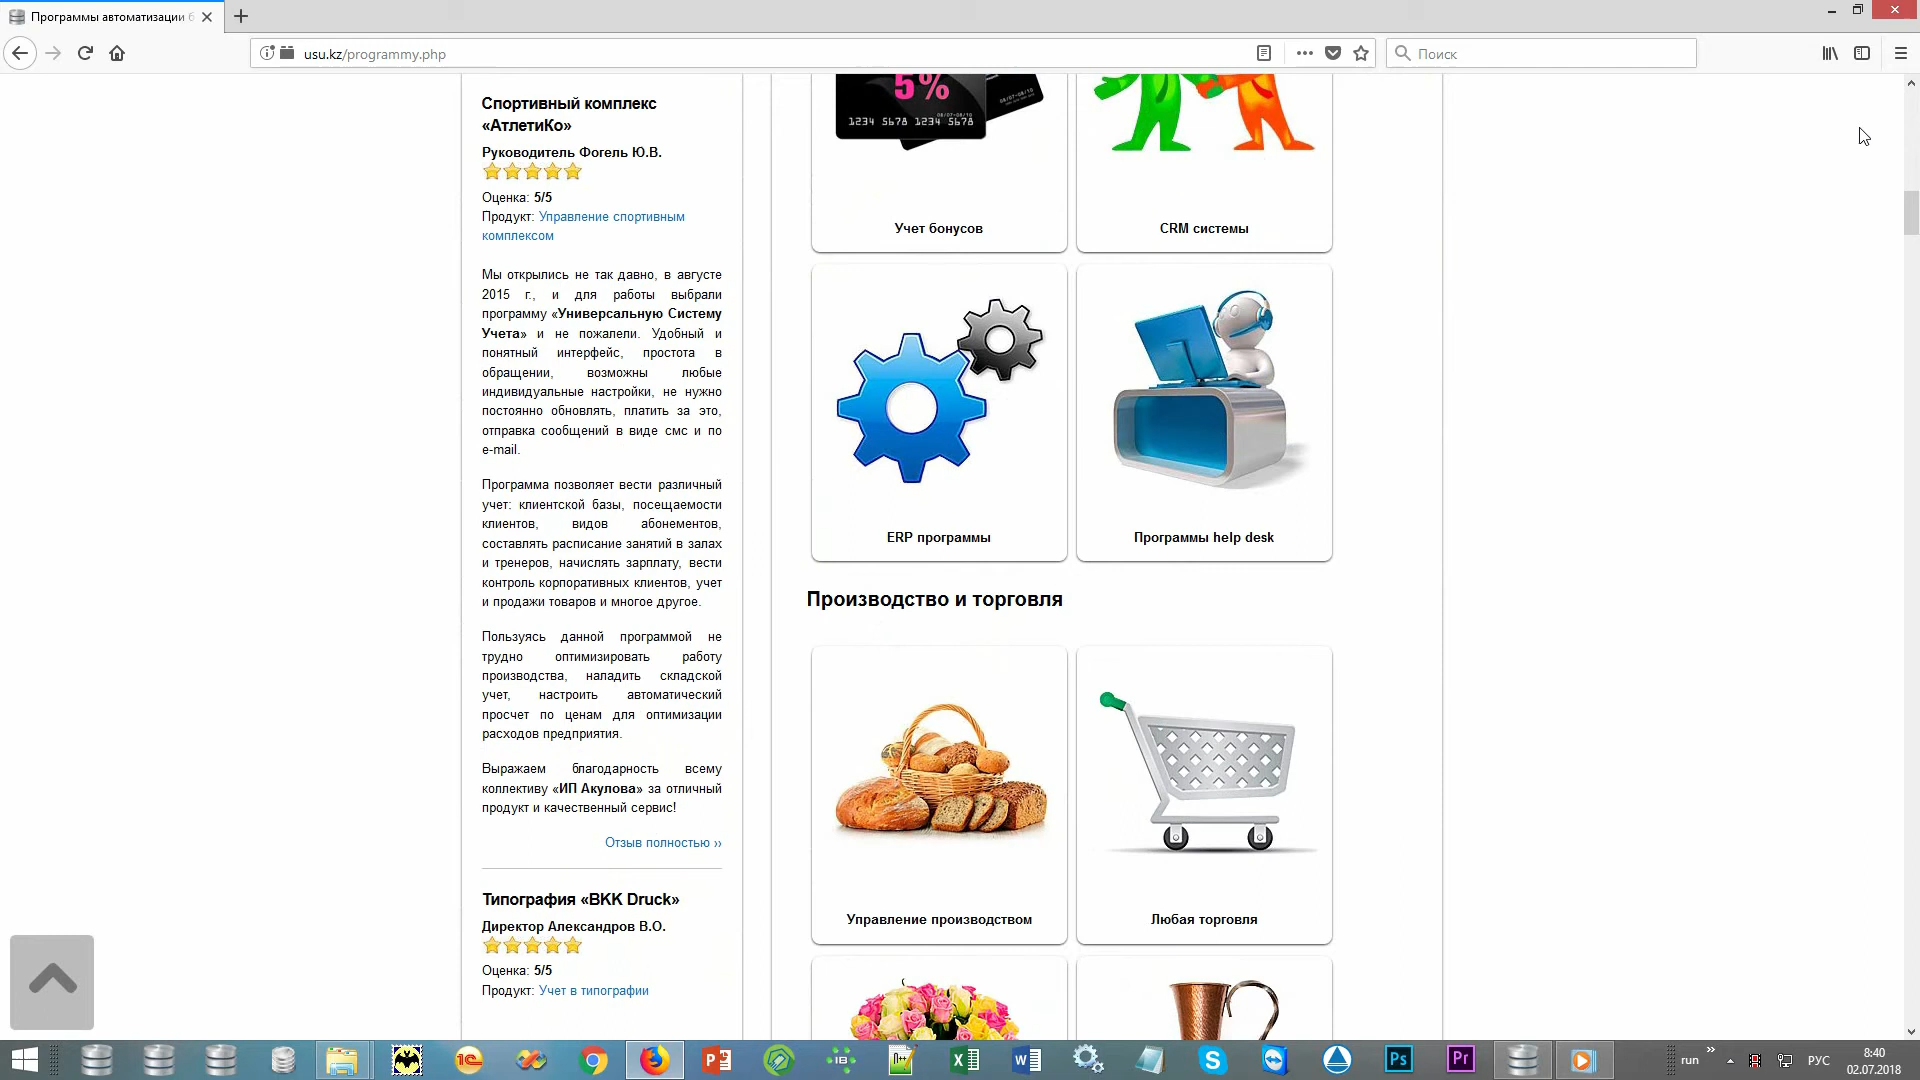 Программы автоматизации б
usu.kz/programmy.php
Поиск
Спортивный комплекс
«АтлетиКо»
Руководитель Фогель Ю.В.
Оценка: 5/5
Продукт: Управление спортивным
комплексом
Мы открылись не так давно, в августе
2015 г., и для работы выбрали
программу «Универсальную Систему
Учета» и не пожалели. Удобный и
понятный интерфейс, простота в
обращении, возможны любые
индивидуальные настройки, не нужно
постоянно обновлять, платить за это,
отправка сообщений в виде смс и по
e-mail.
Программа позволяет вести различный
учет: клиентской базы, посещаемости
клиентов, видов абонементов,
составлять расписание занятий в залах
и тренеров, начислять зарплату, вести
контроль корпоративных клиентов, учет
и продажи товаров и многое другое.
Пользуясь данной программой не
трудно оптимизировать работу
производства, наладить складской
учет, настроить автоматический
просчет по ценам для оптимизации
расходов предприятия.
Выражаем благодарность всему
коллективу «ИП Акулова» за отличный
продукт и качественный сервис!
Отзыв полностью ››
Типография «BKK Druck»
Директор Александров В.О.
Оценка: 5/5
Продукт: Учет в типографии
5%
1234 5678 1234 5678
Учет бонусов
CRM системы
ERP программы
Программы help desk
Производство и торговля
Управление производством
Любая торговля
run
РУС
8:40
02.07.2018